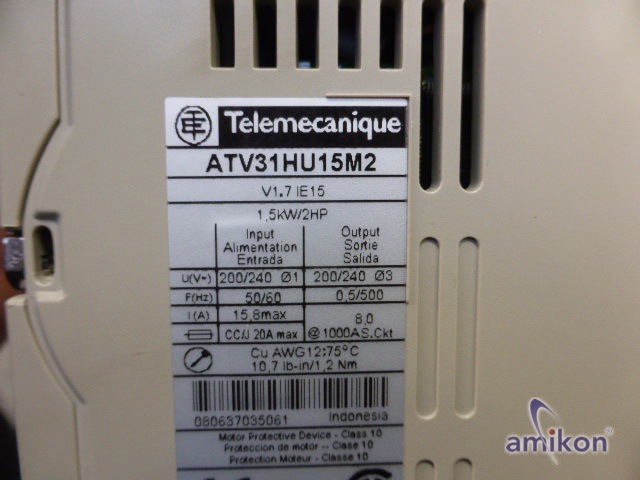 Telemecanique
ATV31HU15M2
V1.7 IE15
1,5kW/2HP
Input Output
Alimentation Sortie
Entrada Salida
U(V~) 200/240 Ø1 200/240 Ø3
F(Hz) 50/60 0,5/500
I(A) 15,8max 8,0
CC/J 20A max @1000AS.Ckt
Cu AWG12:75°C
10,7 lb-in/1,2 Nm
080637035061 Indonesia
Motor Protective Device - Class 10
Proteccion de motor - Clase 10
Protection Moteur - Classe 10
amikon